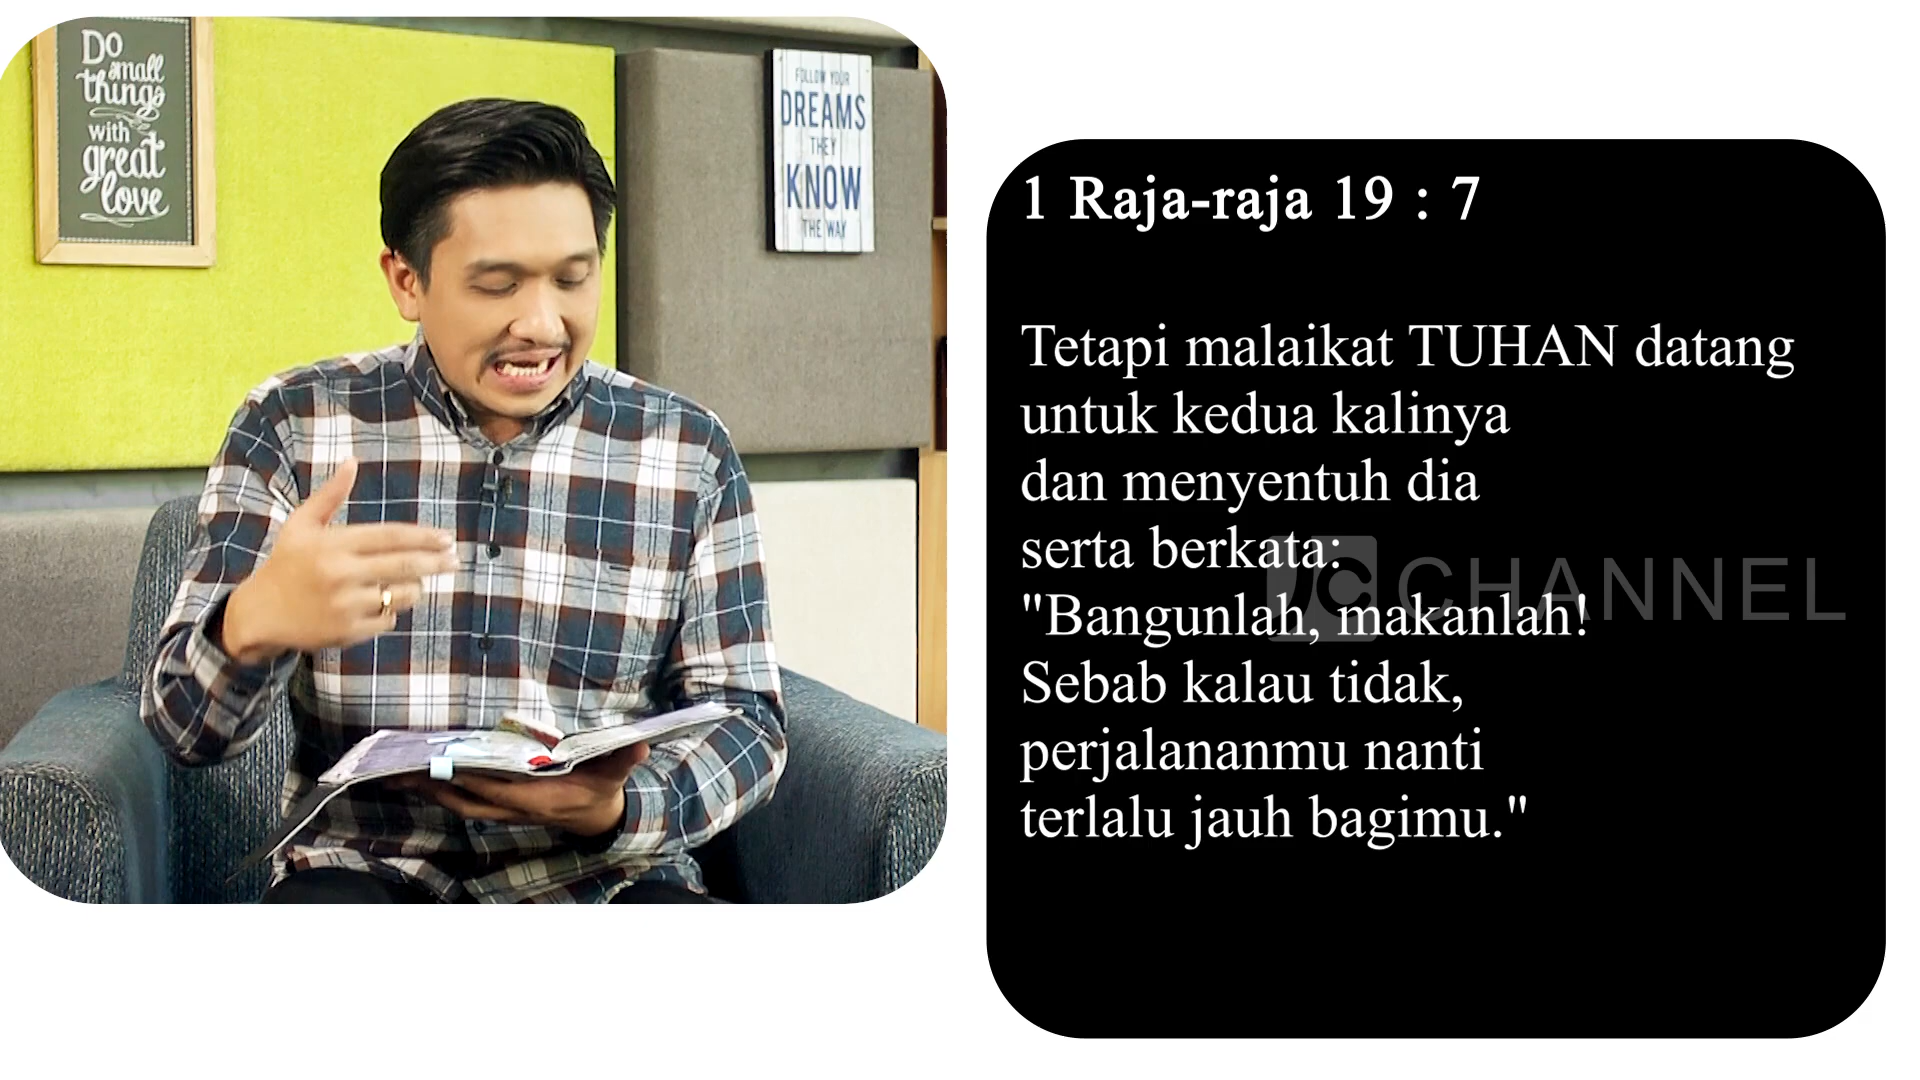 Do
small
things
with
great
love
FOLLOW YOUR
DREAMS
THEY
KNOW
THE WAY
1 Raja-raja 19 : 7
Tetapi malaikat TUHAN datang
untuk kedua kalinya
dan menyentuh dia
serta berkata:
"Bangunlah, makanlah!
Sebab kalau tidak,
perjalananmu nanti
terlalu jauh bagimu."
JC CHANNEL